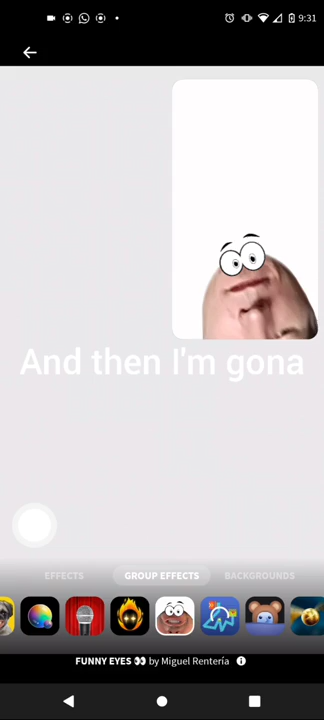 9:31
And then I'm gona
EFFECTS
GROUP EFFECTS
BACKGROUNDS
FUNNY EYES 👀 by Miguel Rentería